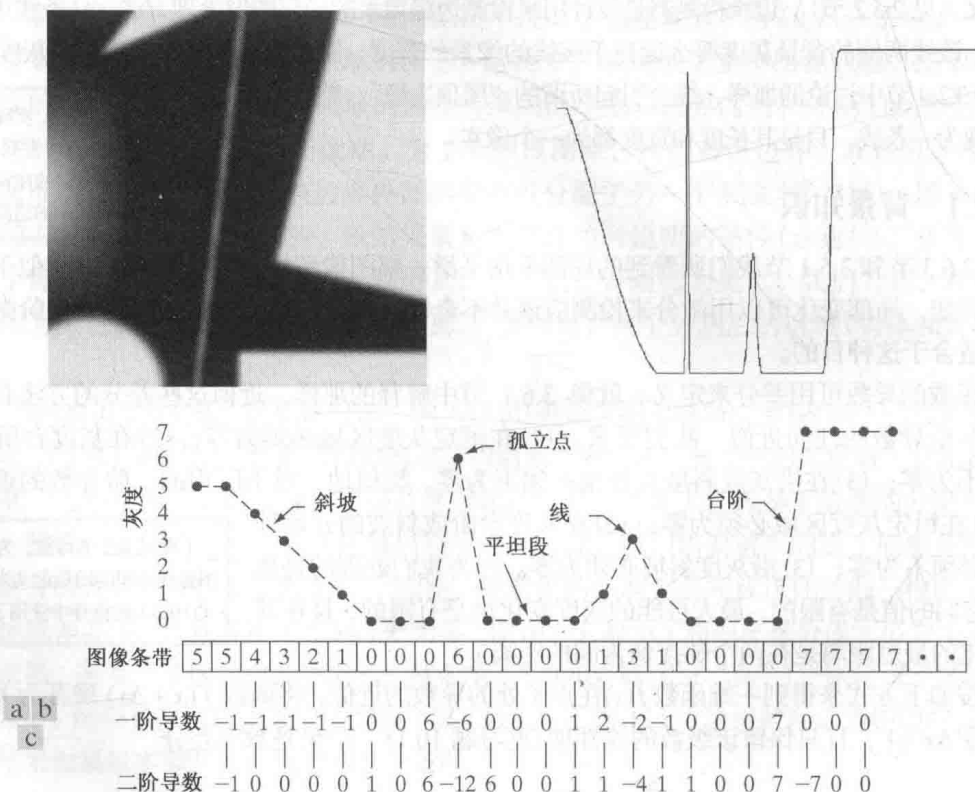 7
6
5
4
3
2
1
0
灰度
斜坡
孤立点
平坦段
线
台阶
图像条带 5 5 4 3 2 1 0 0 0 6 0 0 0 0 1 3 1 0 0 0 0 7 7 7 7 · ·
a b
c
一阶导数 −1 −1 −1 −1 −1 0 0 6 −6 0 0 0 1 2 −2 −1 0 0 0 7 0 0 0
二阶导数 −1 0 0 0 0 1 0 6 −12 6 0 0 1 1 −4 1 1 0 0 7 −7 0 0